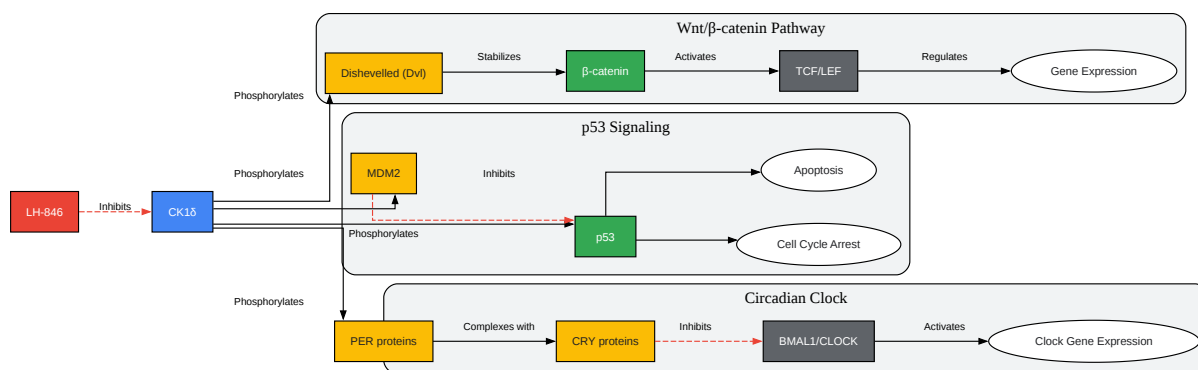 Wnt/β-catenin Pathway
Dishevelled (Dvl)
Stabilizes
β-catenin
Activates
TCF/LEF
Regulates
Gene Expression
Phosphorylates
p53 Signaling
Phosphorylates
MDM2
Inhibits
Apoptosis
LH-846
Inhibits
CK1δ
Phosphorylates
p53
Cell Cycle Arrest
Phosphorylates
Circadian Clock
PER proteins
Complexes with
CRY proteins
Inhibits
BMAL1/CLOCK
Activates
Clock Gene Expression